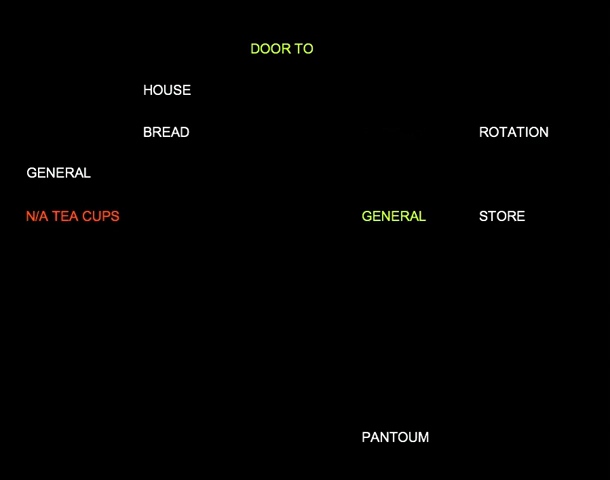 DOOR TO
HOUSE
BREAD ROTATION
GENERAL
N/A TEA CUPS GENERAL STORE
PANTOUM